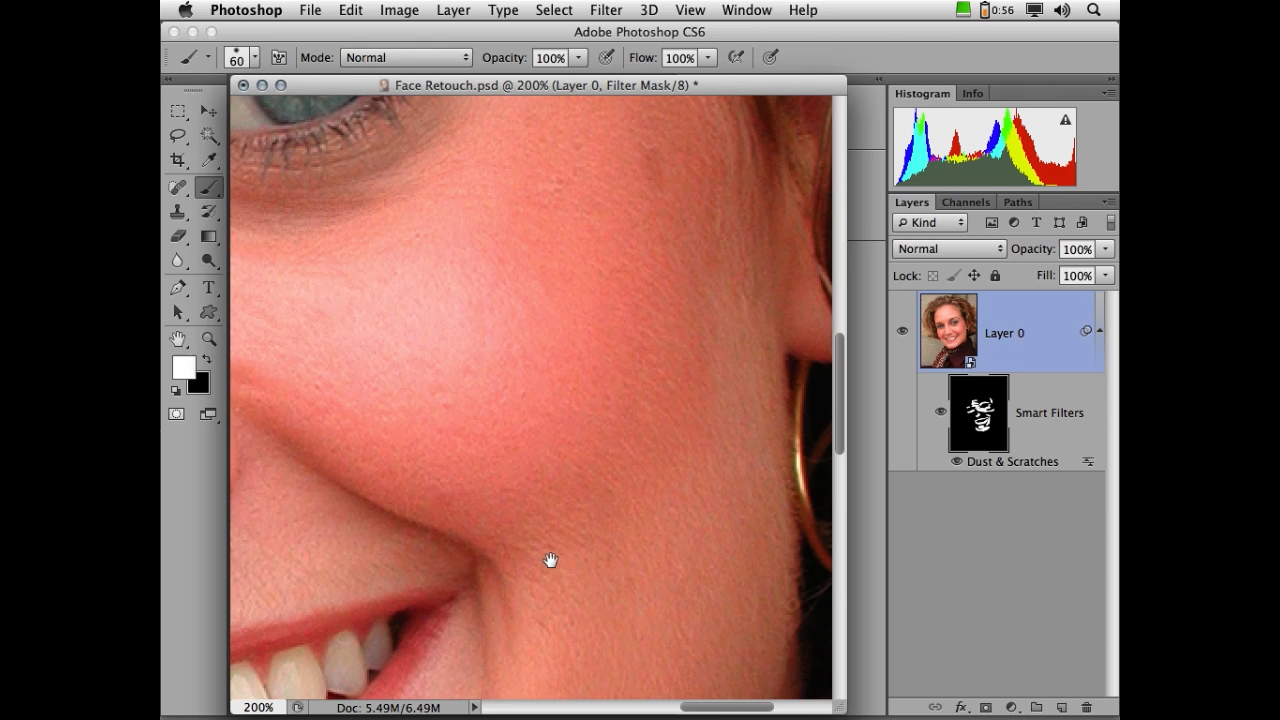 Photoshop File Edit Image Layer Type Select Filter 3D View Window Help 0:56
Adobe Photoshop CS6
60 Mode: Normal Opacity: 100% Flow: 100%
Face Retouch.psd @ 200% (Layer 0, Filter Mask/8) *
Histogram Info
Layers Channels Paths
Kind
Normal Opacity: 100%
Lock: Fill: 100%
Layer 0
Smart Filters
Dust & Scratches
200% Doc: 5.49M/6.49M